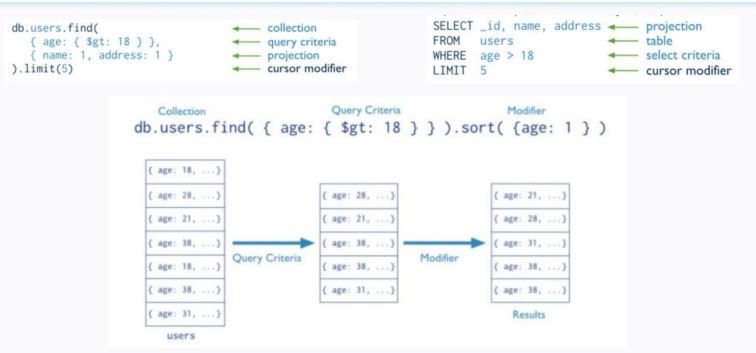 db.users.find( collection
{ age: { $gt: 18 } }, query criteria
{ name: 1, address: 1 } projection
).limit(5) cursor modifier
SELECT _id, name, address projection
FROM users table
WHERE age > 18 select criteria
LIMIT 5 cursor modifier
Collection Query Criteria Modifier
db.users.find( { age: { $gt: 18 } } ).sort( {age: 1 } )
{ age: 18, ...}
{ age: 28, ...}
{ age: 21, ...}
{ age: 38, ...}
{ age: 18, ...}
{ age: 38, ...}
{ age: 31, ...}
users
Query Criteria
{ age: 28, ...}
{ age: 21, ...}
{ age: 38, ...}
{ age: 38, ...}
{ age: 31, ...}
Modifier
{ age: 21, ...}
{ age: 28, ...}
{ age: 31, ...}
{ age: 38, ...}
{ age: 38, ...}
Results